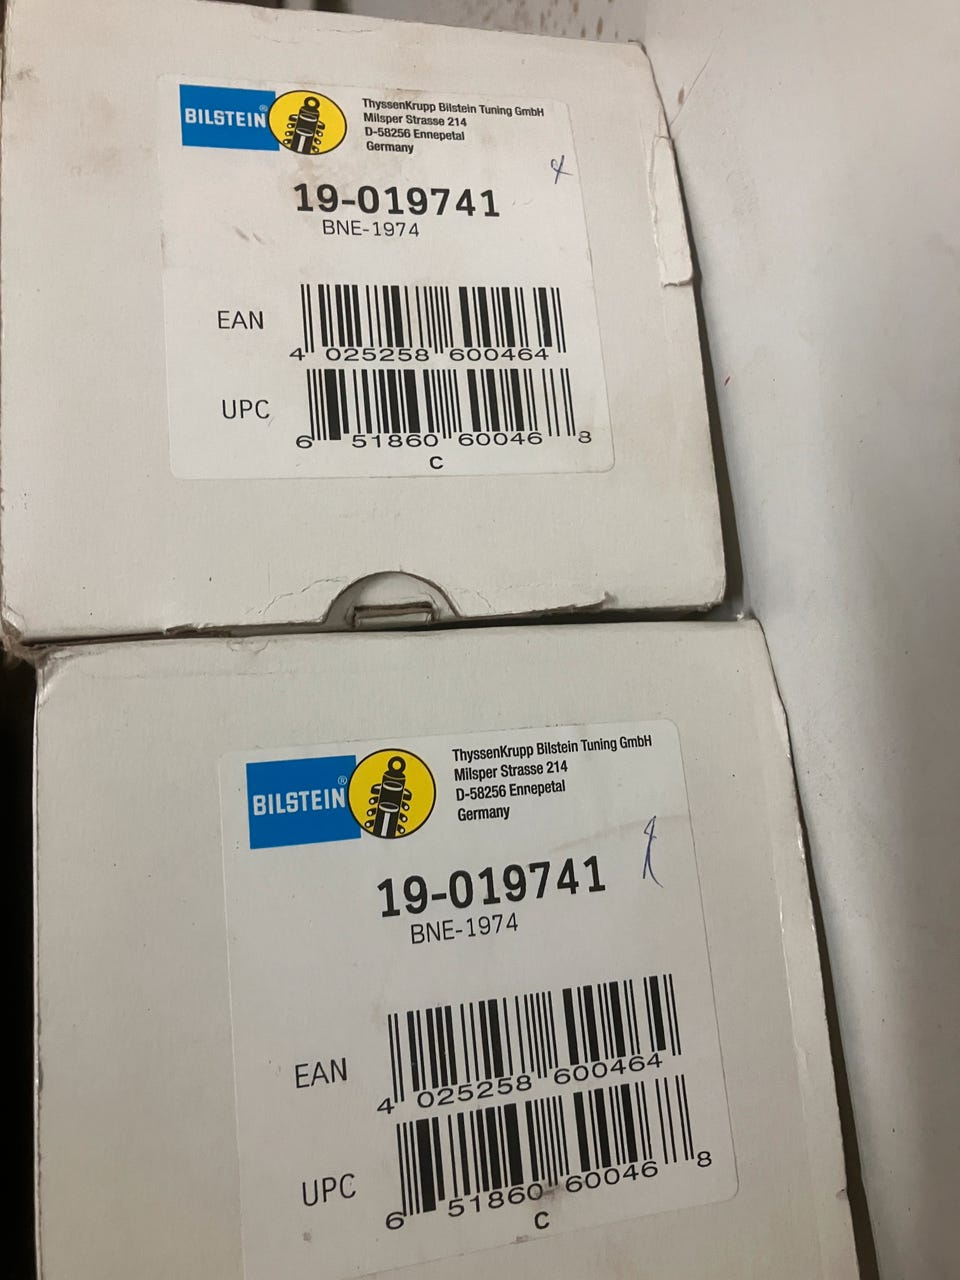 BILSTEIN®
ThyssenKrupp Bilstein Tuning GmbH
Milsper Strasse 214
D-58256 Ennepetal
Germany
19-019741
BNE-1974
EAN
4 025258 600464
UPC
6 51860 60046 8
C
BILSTEIN®
ThyssenKrupp Bilstein Tuning GmbH
Milsper Strasse 214
D-58256 Ennepetal
Germany
19-019741
BNE-1974
EAN
4 025258 600464
UPC
6 51860 60046 8
C